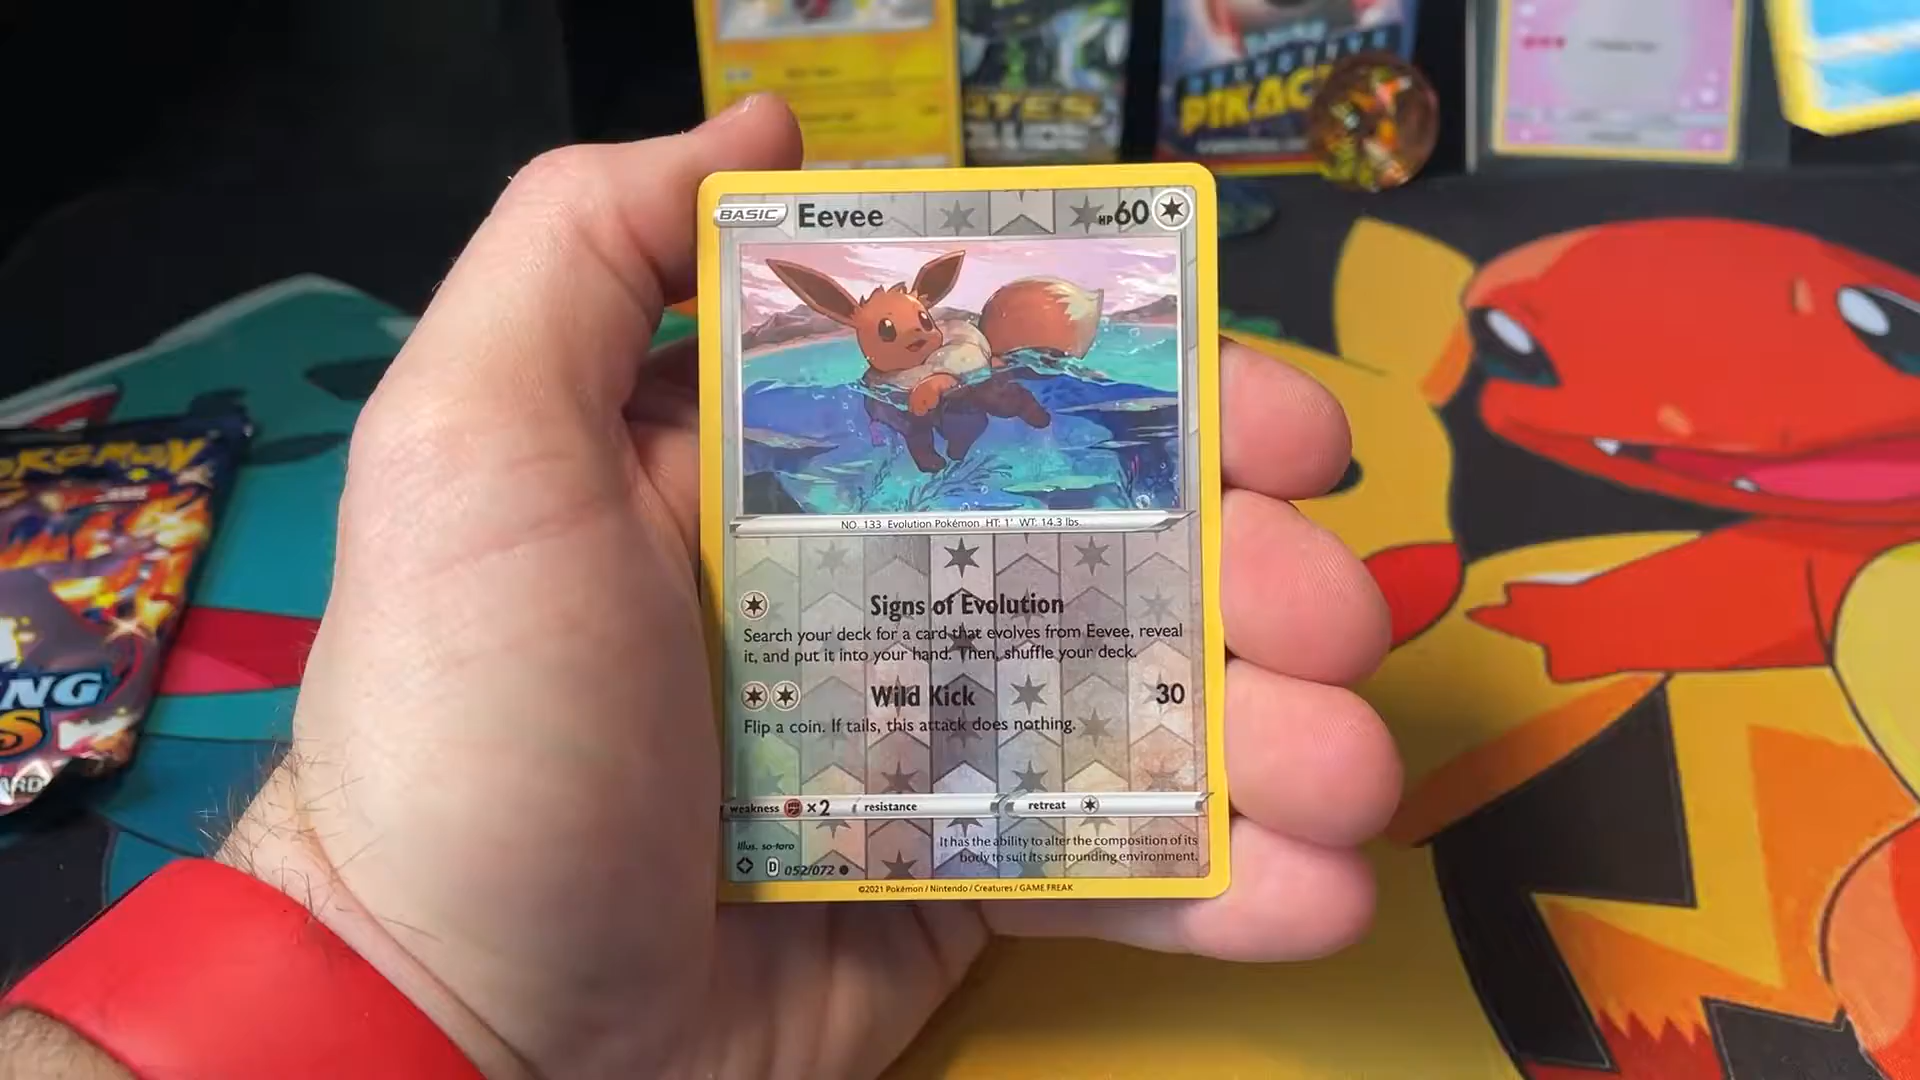 BASIC Eevee HP 60
NO. 133 Evolution Pokémon HT: 1' WT: 14.3 lbs.
Signs of Evolution
Search your deck for a card that evolves from Eevee, reveal
it, and put it into your hand. Then, shuffle your deck.
Wild Kick 30
Flip a coin. If tails, this attack does nothing.
weakness ×2 resistance retreat
Illus. so-taro
It has the ability to alter the composition of its
body to suit its surrounding environment.
D 052/072
©2021 Pokémon / Nintendo / Creatures / GAME FREAK